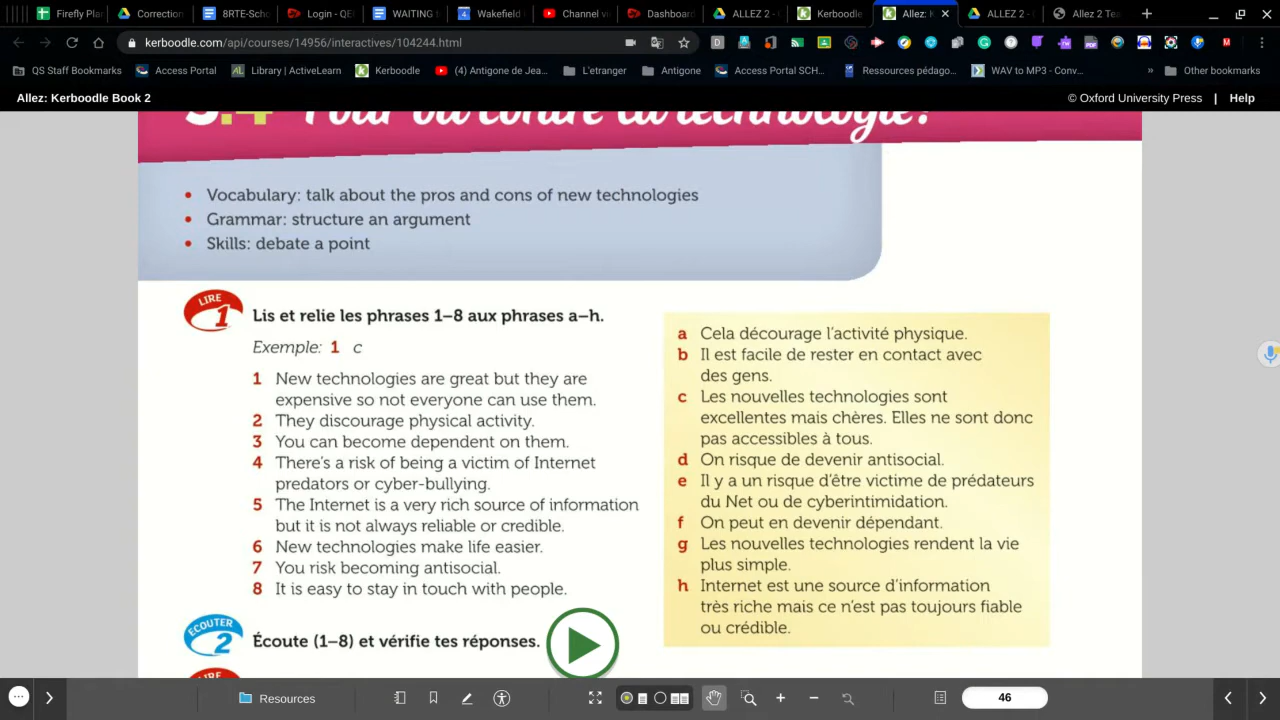 Firefly Pla
Correction
8RTE-Scho
Login - QE
WAITING
Wakefield
Channel vi
Dashboard
ALLEZ 2 -
Kerboodle
Allez: K
ALLEZ 2 -
Allez 2 Tea
kerboodle.com/api/courses/14956/interactives/104244.html
QS Staff Bookmarks
Access Portal
Library | ActiveLearn
Kerboodle
(4) Antigone de Jea...
L'etranger
Antigone
Access Portal SCH...
Ressources pédago...
WAV to MP3 - Conv...
»
Other bookmarks
Allez: Kerboodle Book 2
© Oxford University Press | Help
3.4 Pour ou contre la technologie?
• Vocabulary: talk about the pros and cons of new technologies
• Grammar: structure an argument
• Skills: debate a point
LIRE
1
Lis et relie les phrases 1–8 aux phrases a–h.
Exemple: 1 c
1 New technologies are great but they are
expensive so not everyone can use them.
2 They discourage physical activity.
3 You can become dependent on them.
4 There's a risk of being a victim of Internet
predators or cyber-bullying.
5 The Internet is a very rich source of information
but it is not always reliable or credible.
6 New technologies make life easier.
7 You risk becoming antisocial.
8 It is easy to stay in touch with people.
a Cela décourage l'activité physique.
b Il est facile de rester en contact avec
des gens.
c Les nouvelles technologies sont
excellentes mais chères. Elles ne sont donc
pas accessibles à tous.
d On risque de devenir antisocial.
e Il y a un risque d'être victime de prédateurs
du Net ou de cyberintimidation.
f On peut en devenir dépendant.
g Les nouvelles technologies rendent la vie
plus simple.
h Internet est une source d'information
très riche mais ce n'est pas toujours fiable
ou crédible.
ECOUTER
2
Écoute (1–8) et vérifie tes réponses.
LIRE
Resources
46